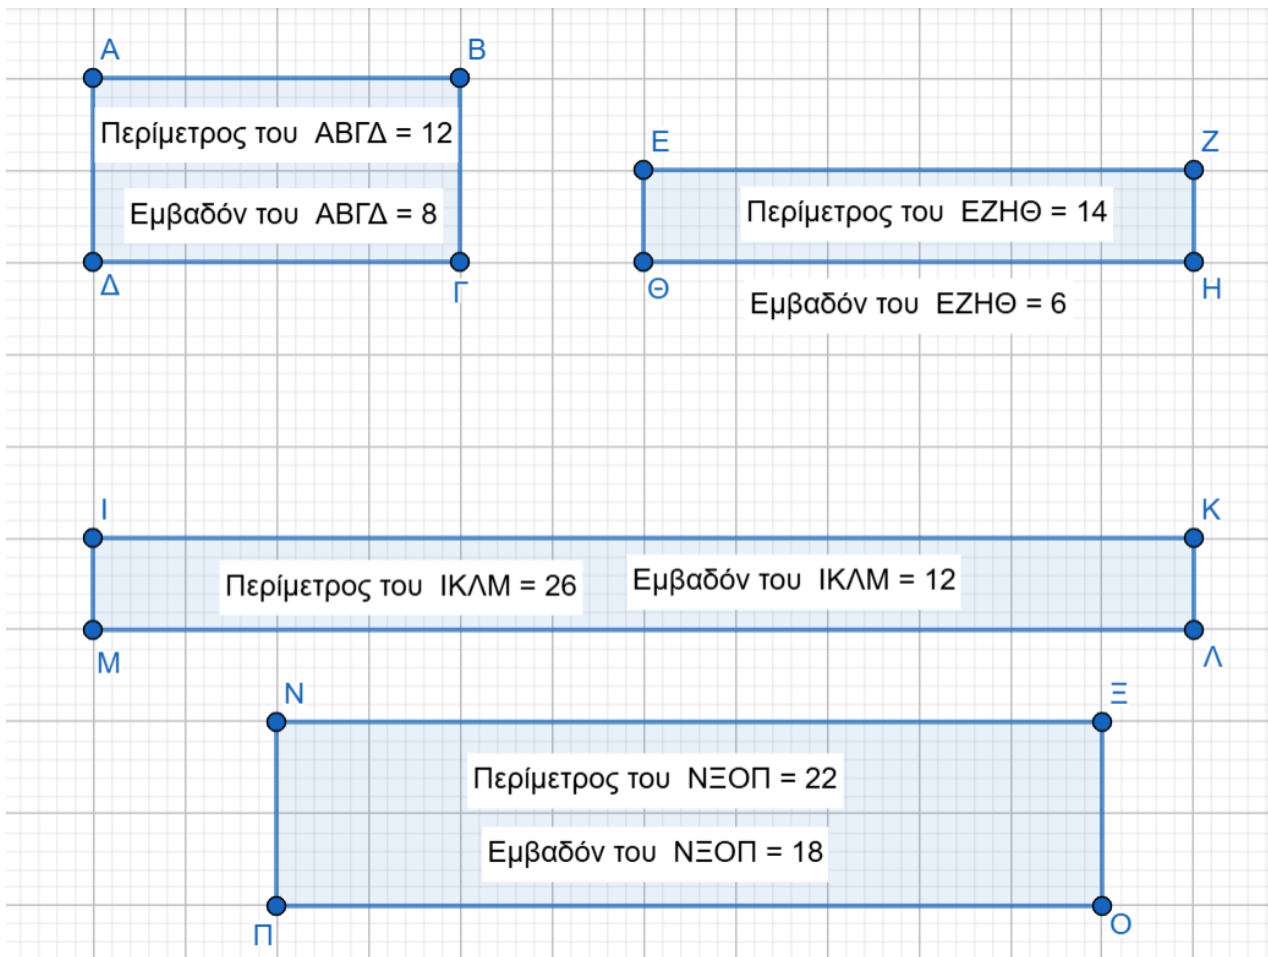 Α
Β
Περίμετρος του ΑΒΓΔ = 12
Εμβαδόν του ΑΒΓΔ = 8
Δ
Γ
Ε
Ζ
Περίμετρος του ΕΖΗΘ = 14
Θ
Η
Εμβαδόν του ΕΖΗΘ = 6
Ι
Κ
Περίμετρος του ΙΚΛΜ = 26
Εμβαδόν του ΙΚΛΜ = 12
Μ
Λ
Ν
Ξ
Περίμετρος του ΝΞΟΠ = 22
Εμβαδόν του ΝΞΟΠ = 18
Π
Ο